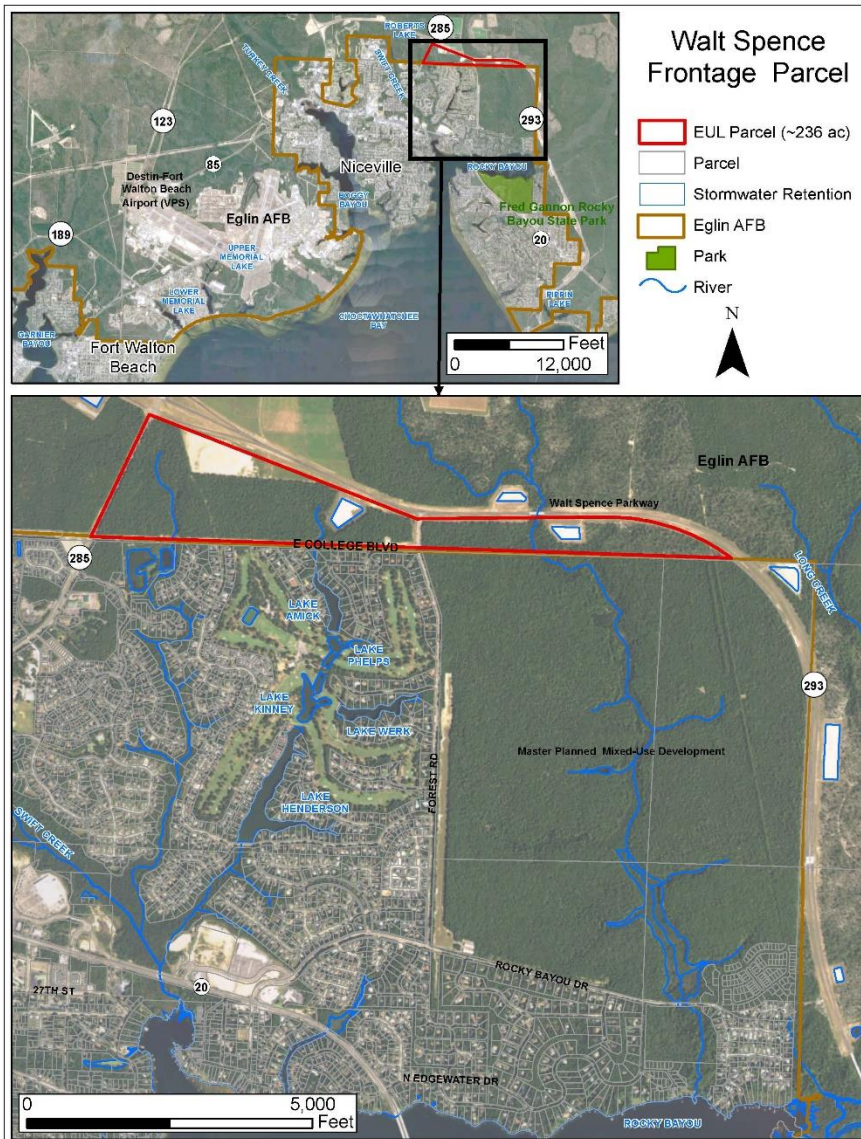 Walt Spence
Frontage Parcel
EUL Parcel (~236 ac)
Parcel
Stormwater Retention
Eglin AFB
Park
River
N
ROBERTS
LAKE
285
TURKEY CREEK
SWIFT CREEK
123
293
85
Niceville
ROCKY BAYOU
Destin-Fort
Walton Beach
Airport (VPS)
Eglin AFB
BOGGY
BAYOU
Fred Gannon Rocky
Bayou State Park
189
UPPER
MEMORIAL
LAKE
20
LOWER
MEMORIAL
LAKE
PIPPIN
LAKE
CHOCTAWHATCHEE
BAY
GARNIER
BAYOU
Fort Walton
Beach
Feet
0 12,000
Eglin AFB
Walt Spence Parkway
E COLLEGE BLVD
285
LONG CREEK
LAKE
AMICK
LAKE
PHELPS
LAKE
KINNEY
LAKE WERK
293
Master Planned Mixed-Use Development
FOREST RD
LAKE
HENDERSON
SWIFT CREEK
ROCKY BAYOU DR
20
27TH ST
N EDGEWATER DR
0 5,000
Feet
ROCKY BAYOU